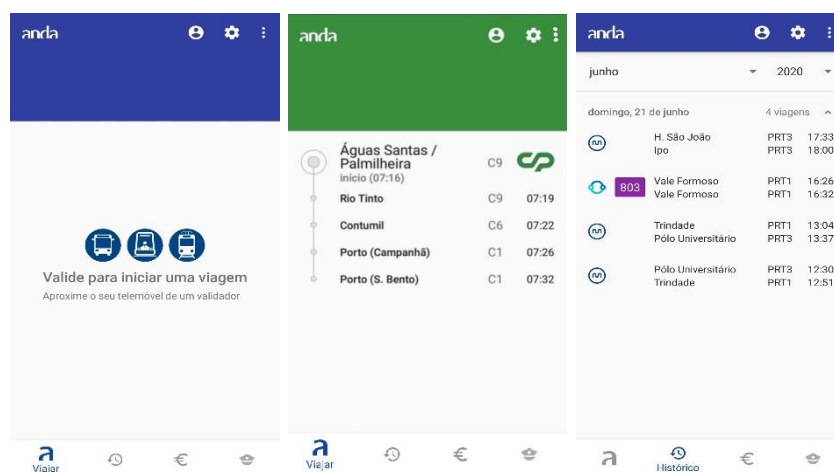 anda
Valide para iniciar uma viagem
Aproxime o seu telemóvel de um validador
a
Viajar
€
anda
Águas Santas /
Palmilheira
início (07:16)
C9
CP
Rio Tinto C9 07:19
Contumil C6 07:22
Porto (Campanhã) C1 07:26
Porto (S. Bento) C1 07:32
a
Viajar
€
anda
junho 2020
domingo, 21 de junho 4 viagens
H. São João PRT3 17:33
Ipo PRT3 18:00
803
Vale Formoso PRT1 16:26
Vale Formoso PRT1 16:32
Trindade PRT1 13:04
Pólo Universitário PRT3 13:37
Pólo Universitário PRT3 12:30
Trindade PRT1 12:51
a
Histórico
€